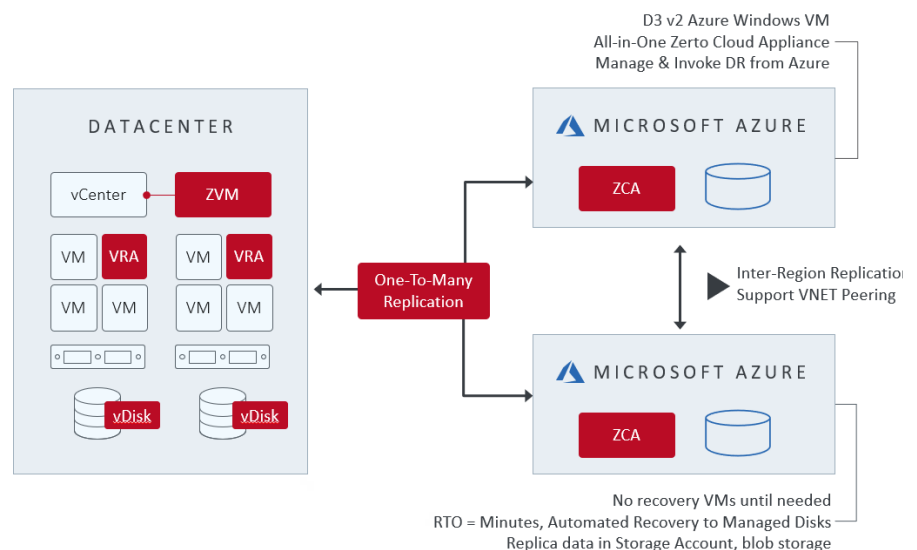 D3 v2 Azure Windows VM
All-in-One Zerto Cloud Appliance
Manage & Invoke DR from Azure
DATACENTER
vCenter
ZVM
VM
VRA
VM
VRA
VM
VM
VM
VM
vDisk
vDisk
One-To-Many
Replication
MICROSOFT AZURE
ZCA
Inter-Region Replication
Support VNET Peering
MICROSOFT AZURE
ZCA
No recovery VMs until needed
RTO = Minutes, Automated Recovery to Managed Disks
Replica data in Storage Account, blob storage